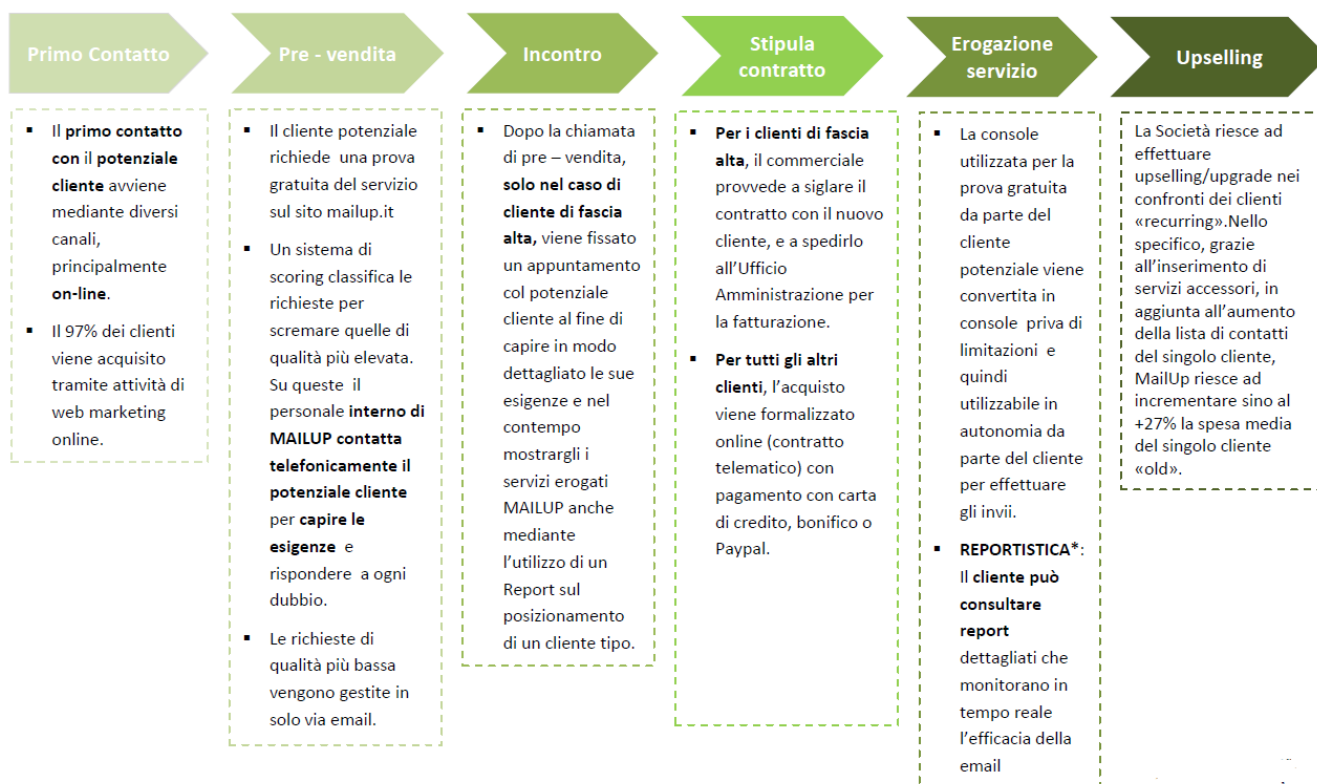 Primo Contatto
Il primo contatto
con il potenziale
cliente avviene
mediante diversi
canali,
principalmente
on-line.
Il 97% dei clienti
viene acquisito
tramite attività di
web marketing
online.
Pre - vendita
Il cliente potenziale
richiede una prova
gratuita del servizio
sul sito mailup.it
Un sistema di
scoring classifica le
richieste per
scremare quelle di
qualità più elevata.
Su queste il
personale interno di
MAILUP contatta
telefonicamente il
potenziale cliente
per capire le
esigenze e
rispondere a ogni
dubbio.
Le richieste di
qualità più bassa
vengono gestite in
solo via email.
Incontro
Dopo la chiamata
di pre – vendita,
solo nel caso di
cliente di fascia
alta, viene fissato
un appuntamento
col potenziale
cliente al fine di
capire in modo
dettagliato le sue
esigenze e nel
contempo
mostrargli i
servizi erogati
MAILUP anche
mediante
l’utilizzo di un
Report sul
posizionamento
di un cliente tipo.
Stipula
contratto
Per i clienti di fascia
alta, il commerciale
provvede a siglare il
contratto con il nuovo
cliente, e a spedirlo
all’Ufficio
Amministrazione per
la fatturazione.
Per tutti gli altri
clienti, l’acquisto
viene formalizzato
online (contratto
telematico) con
pagamento con carta
di credito, bonifico o
Paypal.
Erogazione
servizio
La console
utilizzata per la
prova gratuita
da parte del
cliente
potenziale viene
convertita in
console priva di
limitazioni e
quindi
utilizzabile in
autonomia da
parte del cliente
per effettuare
gli invii.
REPORTISTICA*:
Il cliente può
consultare
report
dettagliati che
monitorano in
tempo reale
l’efficacia della
email
Upselling
La Società riesce ad
effettuare
upselling/upgrade nei
confronti dei clienti
«recurring».Nello
specifico, grazie
all’inserimento di
servizi accessori, in
aggiunta all’aumento
della lista di contatti
del singolo cliente,
MailUp riesce ad
incrementare sino al
+27% la spesa media
del singolo cliente
«old».